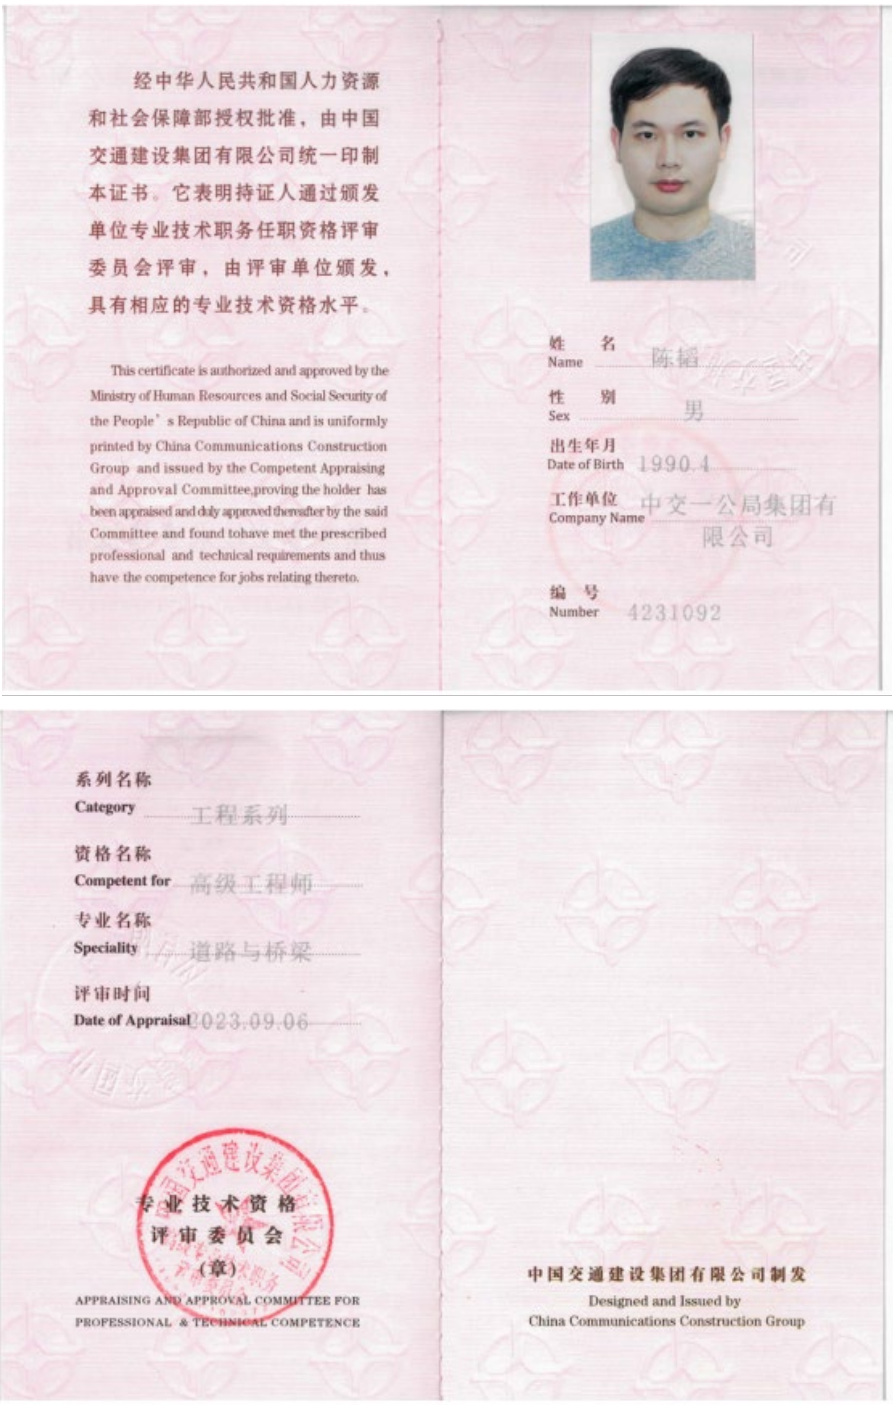 经中华人民共和国人力资源
和社会保障部授权批准，由中国
交通建设集团有限公司统一印制
本证书。它表明持证人通过颁发
单位专业技术职务任职资格评审
委员会评审，由评审单位颁发，
具有相应的专业技术资格水平。
This certificate is authorized and approved by the
Ministry of Human Resources and Social Security of
the People's Republic of China and is uniformly
printed by China Communications Construction
Group and issued by the Competent Appraising
and Approval Committee,proving the holder has
been appraised and duly approved thereafter by the said
Committee and found tohave met the prescribed
professional and technical requirements and thus
have the competence for jobs relating thereto.
姓 名
Name 陈韬
性 别
Sex 男
出生年月
Date of Birth 1990.4
工作单位
Company Name 中交一公局集团有
限公司
编 号
Number 4231092
系列名称
Category 工程系列
资格名称
Competent for 高级工程师
专业名称
Speciality 道路与桥梁
评审时间
Date of Appraisal 2023.09.06
中国交通建设集团有限公司
专业技术资格
评审委员会
(章)
APPRAISING AND APPROVAL COMMITTEE FOR
PROFESSIONAL & TECHNICAL COMPETENCE
中国交通建设集团有限公司制发
Designed and Issued by
China Communications Construction Group